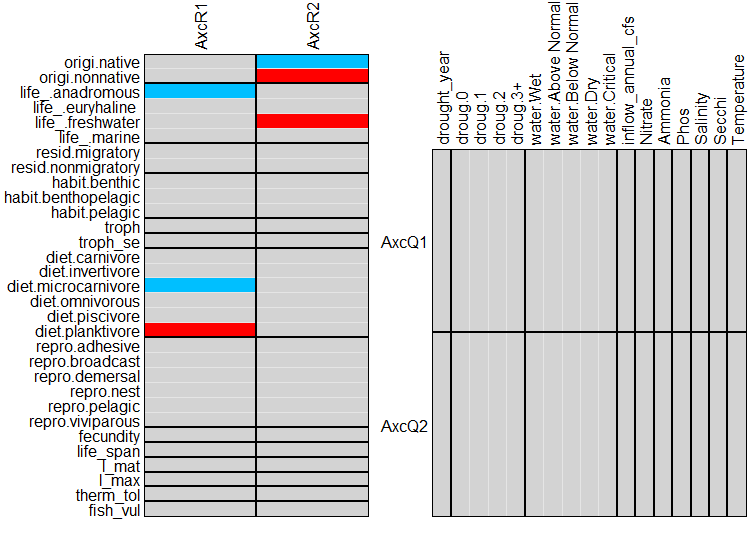 AxcR1
AxcR2
origi.native
origi.nonnative
life_.anadromous
life_.euryhaline
life_.freshwater
life_.marine
resid.migratory
resid.nonmigratory
habit.benthic
habit.benthopelagic
habit.pelagic
troph
troph_se
diet.carnivore
diet.invertivore
diet.microcarnivore
diet.omnivorous
diet.piscivore
diet.planktivore
repro.adhesive
repro.broadcast
repro.demersal
repro.nest
repro.pelagic
repro.viviparous
fecundity
life_span
l_mat
l_max
therm_tol
fish_vul
drought_year
droug.0
droug.1
droug.2
droug.3+
water.Wet
water.Above Normal
water.Below Normal
water.Dry
water.Critical
inflow_annual_cfs
Nitrate
Ammonia
Phos
Salinity
Secchi
Temperature
AxcQ1
AxcQ2